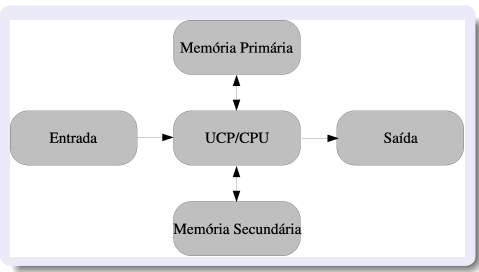 Memória Primária
Entrada
UCP/CPU
Saída
Memória Secundária